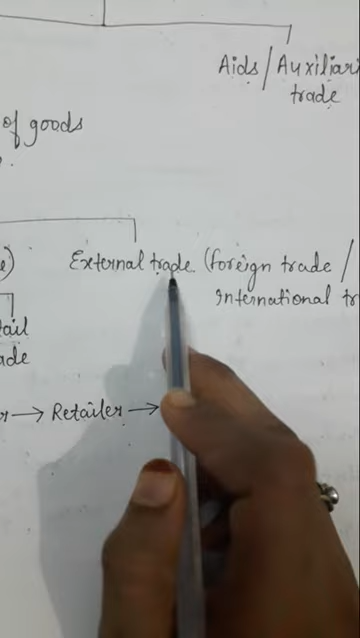 Aids/Auxiliari
trade
of goods
External trade (foreign trade /
International tr
tail
ade
r → Retailer →